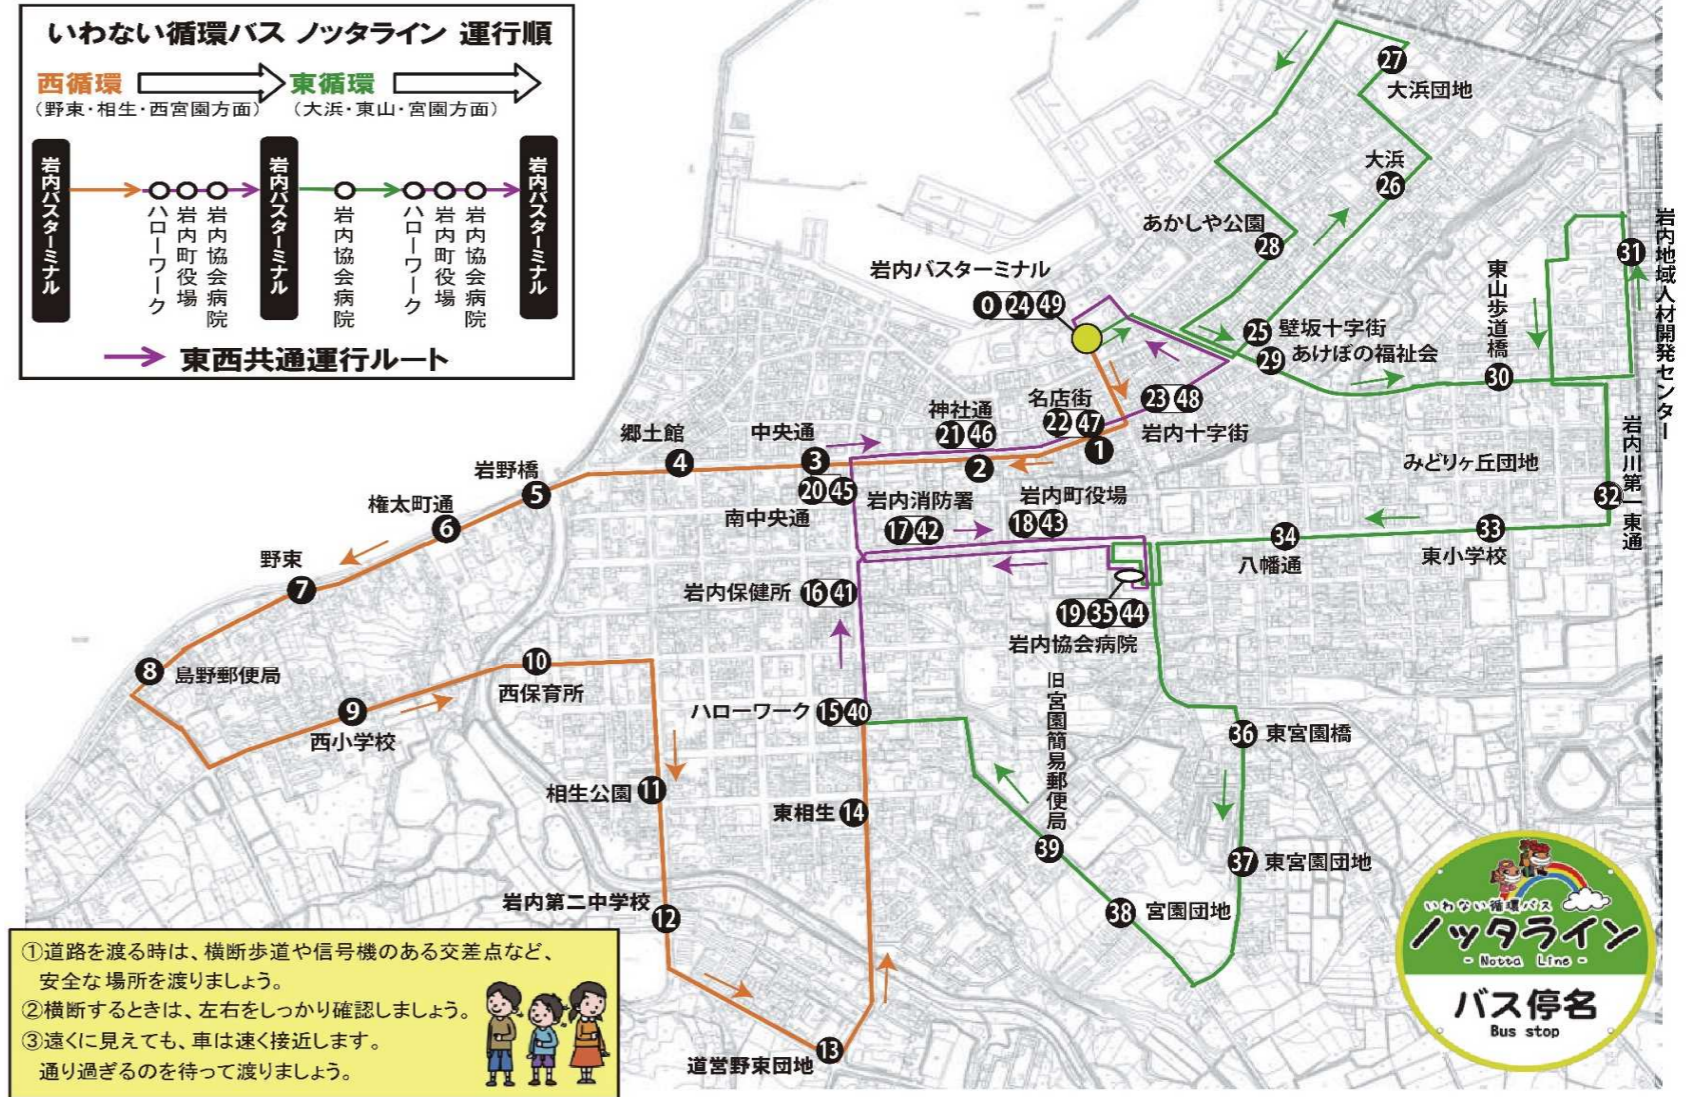 いわない循環バス ノッタライン 運行順
西循環
東循環
(野東・相生・西宮園方面)
(大浜・東山・宮園方面)
岩内バスターミナル
ハローワーク
岩内町役場
岩内協会病院
岩内バスターミナル
岩内協会病院
ハローワーク
岩内町役場
岩内協会病院
岩内バスターミナル
東西共通運行ルート
27
大浜団地
大浜
26
あかしや公園
28
岩内バスターミナル
0 24 49
25 壁坂十字街
29 あけぼの福祉会
東山歩道橋
30
31
岩内地域人材開発センター
名店街
22 47
23 48
岩内十字街
1
神社通
21 46
2
中央通
3
20 45
南中央通
郷土館
4
岩野橋
5
権太町通
6
野東
7
8 島野郵便局
9
西小学校
10
西保育所
相生公園 11
岩内第二中学校
12
13
道営野東団地
東相生 14
ハローワーク 15 40
岩内保健所 16 41
岩内消防署
17 42
岩内町役場
18 43
19 35 44
岩内協会病院
みどりヶ丘団地
岩内川第一東通
32
33
東小学校
34
八幡通
36 東宮園橋
37 東宮園団地
38 宮園団地
旧宮園簡易郵便局
39
①道路を渡る時は、横断歩道や信号機のある交差点など、
安全な場所を渡りましょう。
②横断するときは、左右をしっかり確認しましょう。
③遠くに見えても、車は速く接近します。
通り過ぎるのを待って渡りましょう。
いわない循環バス
ノッタライン
- Notta Line -
バス停名
Bus stop